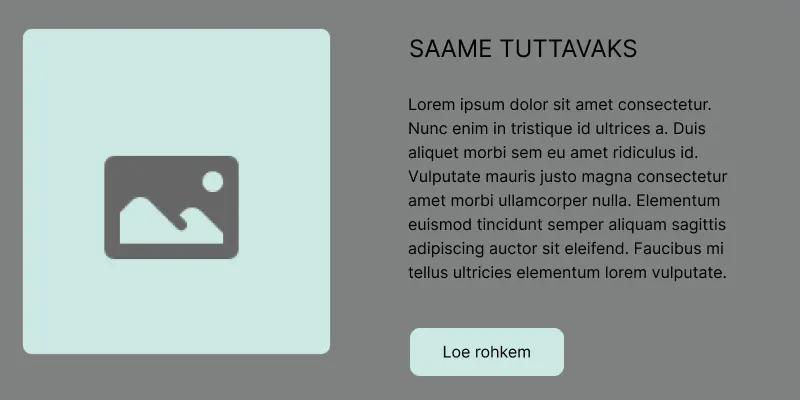 SAAME TUTTAVAKS
Lorem ipsum dolor sit amet consectetur.
Nunc enim in tristique id ultrices a. Duis
aliquet morbi sem eu amet ridiculus id.
Vulputate mauris justo magna consectetur
amet morbi ullamcorper nulla. Elementum
euismod tincidunt semper aliquam sagittis
adipiscing auctor sit eleifend. Faucibus mi
tellus ultricies elementum lorem vulputate.
Loe rohkem